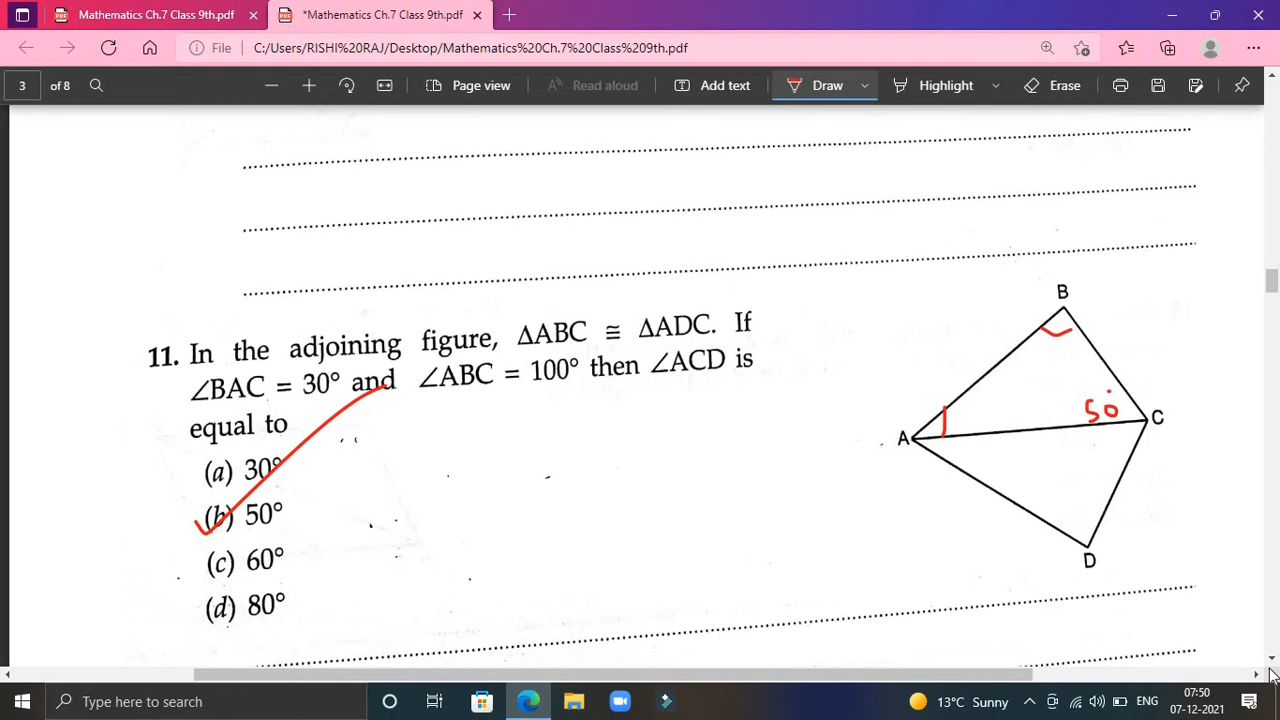 Mathematics Ch.7 Class 9th.pdf
*Mathematics Ch.7 Class 9th.pdf
File
C:/Users/RISHI%20RAJ/Desktop/Mathematics%20Ch.7%20Class%209th.pdf
3 of 8
Page view
Read aloud
Add text
Draw
Highlight
Erase
11. In the adjoining figure, ΔABC ≅ ΔADC. If
∠BAC = 30° and ∠ABC = 100° then ∠ACD is
equal to
(a) 30°
(b) 50°
(c) 60°
(d) 80°
B
50
C
A
D
Type here to search
13°C Sunny
ENG
07:50
07-12-2021